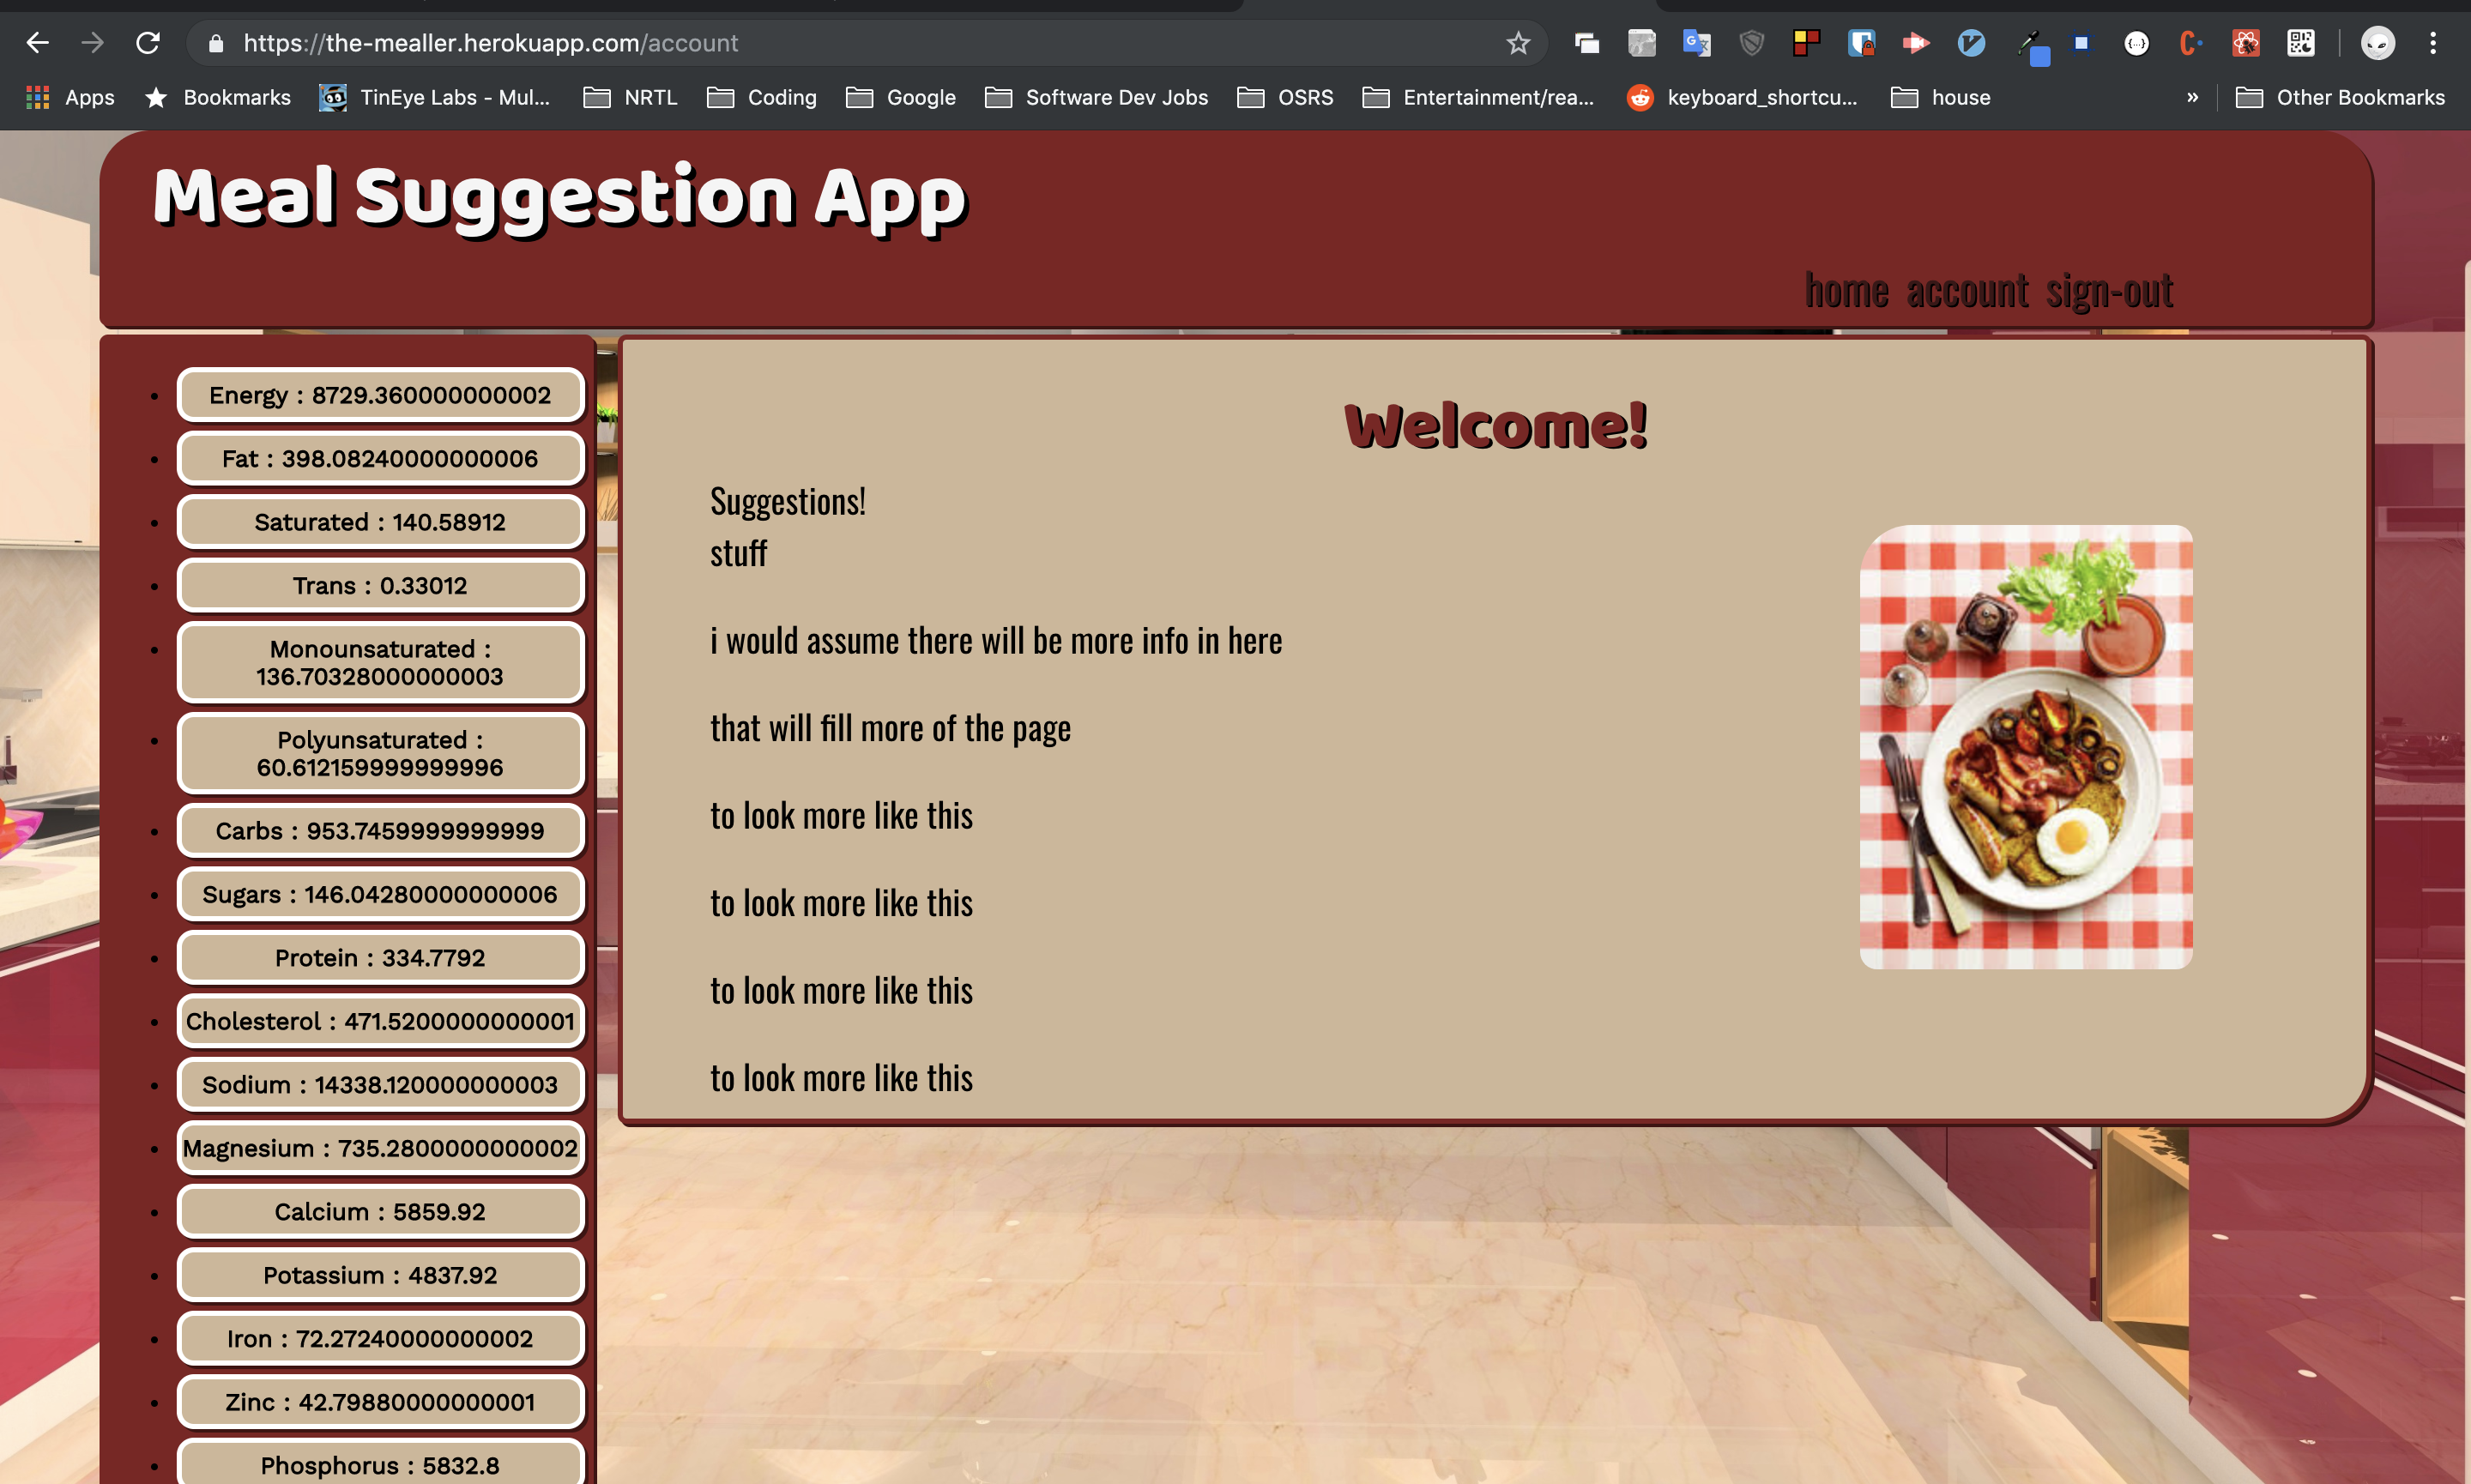 https://the-mealler.herokuapp.com/account
Apps Bookmarks TinEye Labs - Mul... NRTL Coding Google Software Dev Jobs OSRS Entertainment/rea... keyboard_shortcu... house » Other Bookmarks
Meal Suggestion App
home account sign-out
Energy : 8729.360000000002
Fat : 398.08240000000006
Saturated : 140.58912
Trans : 0.33012
Monounsaturated :
136.70328000000003
Polyunsaturated :
60.612159999999996
Carbs : 953.7459999999999
Sugars : 146.04280000000006
Protein : 334.7792
Cholesterol : 471.5200000000001
Sodium : 14338.120000000003
Magnesium : 735.2800000000002
Calcium : 5859.92
Potassium : 4837.92
Iron : 72.27240000000002
Zinc : 42.79880000000001
Phosphorus : 5832.8
Welcome!
Suggestions!
stuff
i would assume there will be more info in here
that will fill more of the page
to look more like this
to look more like this
to look more like this
to look more like this